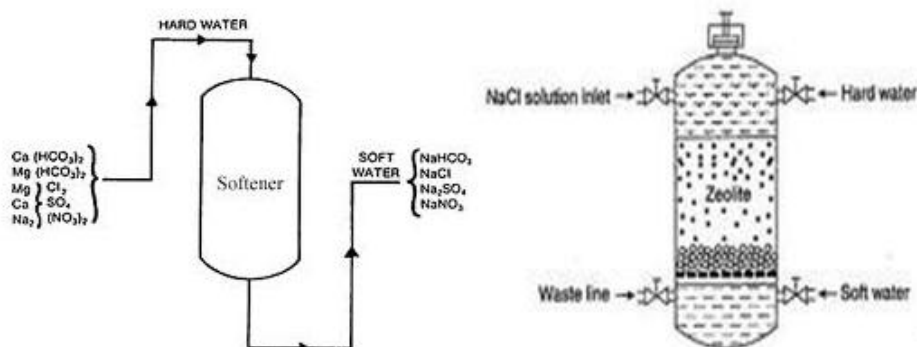 HARD WATER
Ca (HCO₃)₂
Mg (HCO₃)₂
Mg } Cl₂
Ca } SO₄
Na₂ } (NO₃)₂
Softener
SOFT
WATER
NaHCO₃
NaCl
Na₂SO₄
NaNO₃
NaCl solution inlet
Hard water
Zeolite
Waste line
Soft water